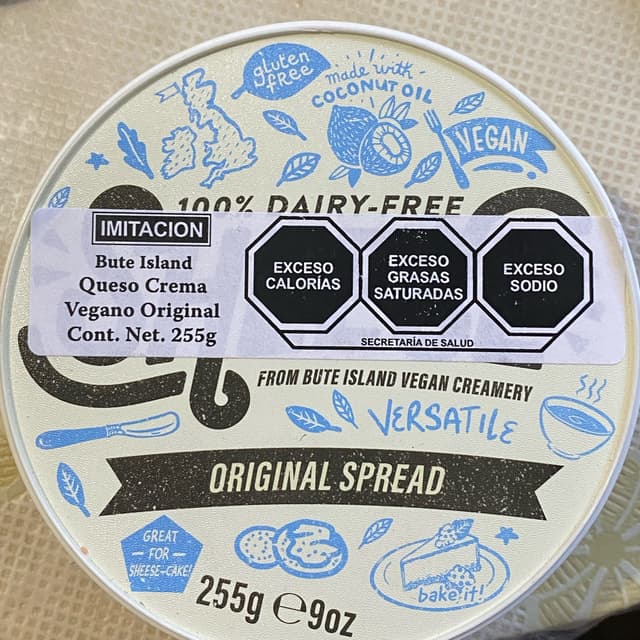 gluten
free
made with
COCONUT OIL
VEGAN
100% DAIRY-FREE
IMITACION
Bute Island
Queso Crema
Vegano Original
Cont. Net. 255g
EXCESO
CALORÍAS
EXCESO
GRASAS
SATURADAS
EXCESO
SODIO
SECRETARÍA DE SALUD
FROM BUTE ISLAND VEGAN CREAMERY
VERSATILE
ORIGINAL SPREAD
GREAT
FOR
SHEESE-CAKE!
bake it!
255g ℮ 9oz